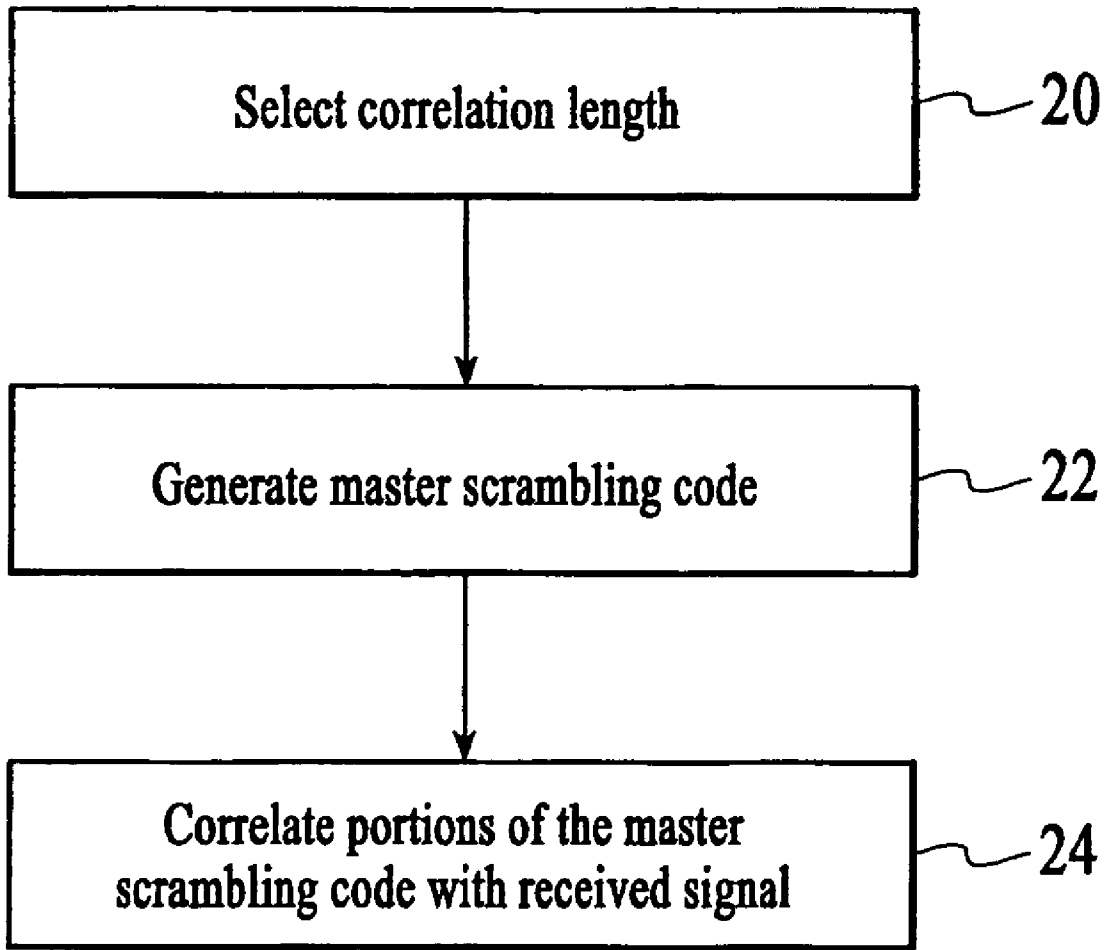 Select correlation length
20
Generate master scrambling code
22
Correlate portions of the master
scrambling code with received signal
24